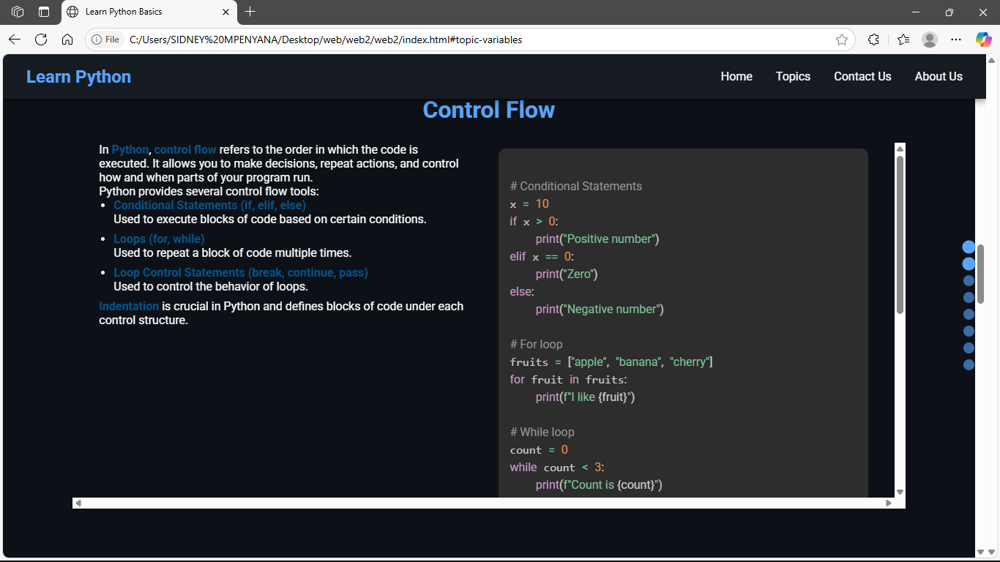 Learn Python Basics
File C:/Users/SIDNEY%20MPENYANA/Desktop/web/web2/web2/index.html#topic-variables
Learn Python
Home Topics Contact Us About Us
Control Flow
In Python, control flow refers to the order in which the code is
executed. It allows you to make decisions, repeat actions, and control
how and when parts of your program run.
Python provides several control flow tools:
• Conditional Statements (if, elif, else)
Used to execute blocks of code based on certain conditions.
• Loops (for, while)
Used to repeat a block of code multiple times.
• Loop Control Statements (break, continue, pass)
Used to control the behavior of loops.
Indentation is crucial in Python and defines blocks of code under each
control structure.
# Conditional Statements
x = 10
if x > 0:
print("Positive number")
elif x == 0:
print("Zero")
else:
print("Negative number")
# For loop
fruits = ["apple", "banana", "cherry"]
for fruit in fruits:
print(f"I like {fruit}")
# While loop
count = 0
while count < 3:
print(f"Count is {count}")